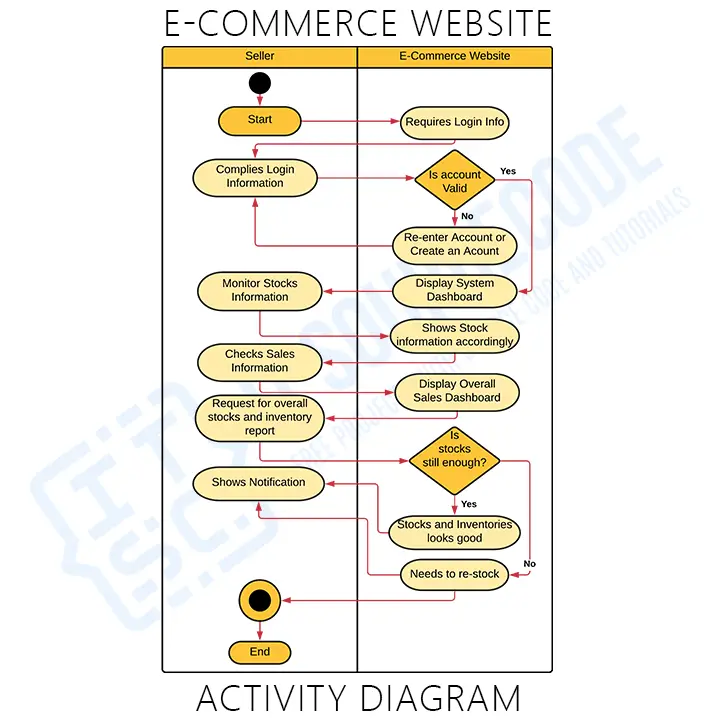 E-COMMERCE WEBSITE
Seller
E-Commerce Website
Start
Requires Login Info
Complies Login
Information
Is account
Valid
Yes
No
Re-enter Account or
Create an Acount
Monitor Stocks
Information
Display System
Dashboard
Shows Stock
information accordingly
Checks Sales
Information
Display Overall
Sales Dashboard
Request for overall
stocks and inventory
report
Is
stocks
still enough?
Shows Notification
Yes
Stocks and Inventories
looks good
No
Needs to re-stock
End
ACTIVITY DIAGRAM